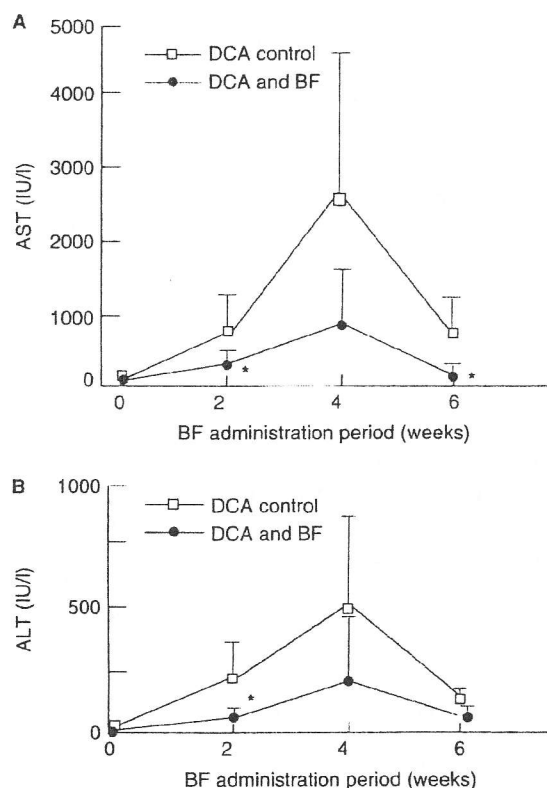 A
5000
4000
3000
2000
1000
0
AST (IU/I)
DCA control
DCA and BF
*
*
0 2 4 6
BF administration period (weeks)
B
1000
500
0
ALT (IU/I)
DCA control
DCA and BF
*
0 2 4 6
BF administration period (weeks)